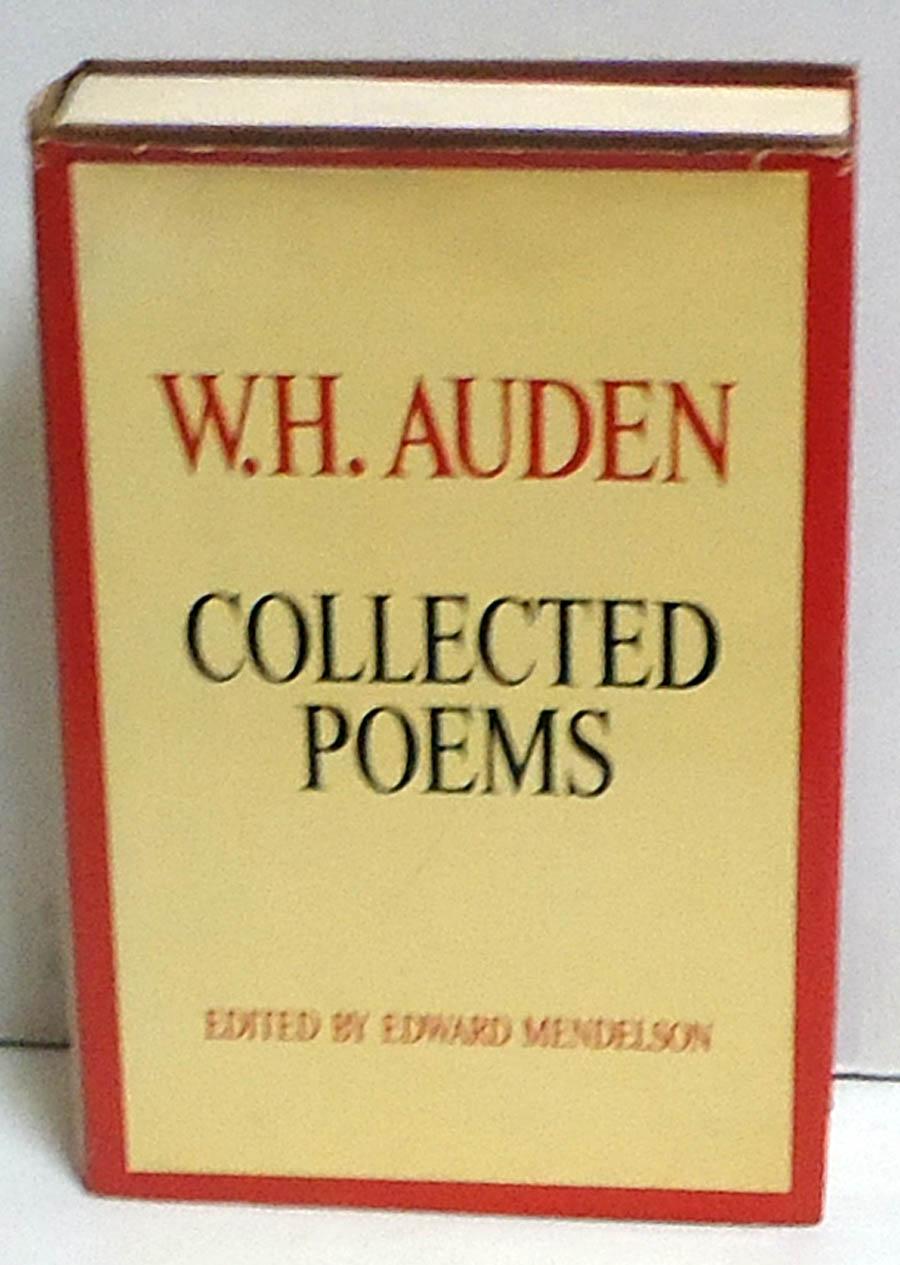 W.H. AUDEN
COLLECTED
POEMS
EDITED BY EDWARD MENDELSON